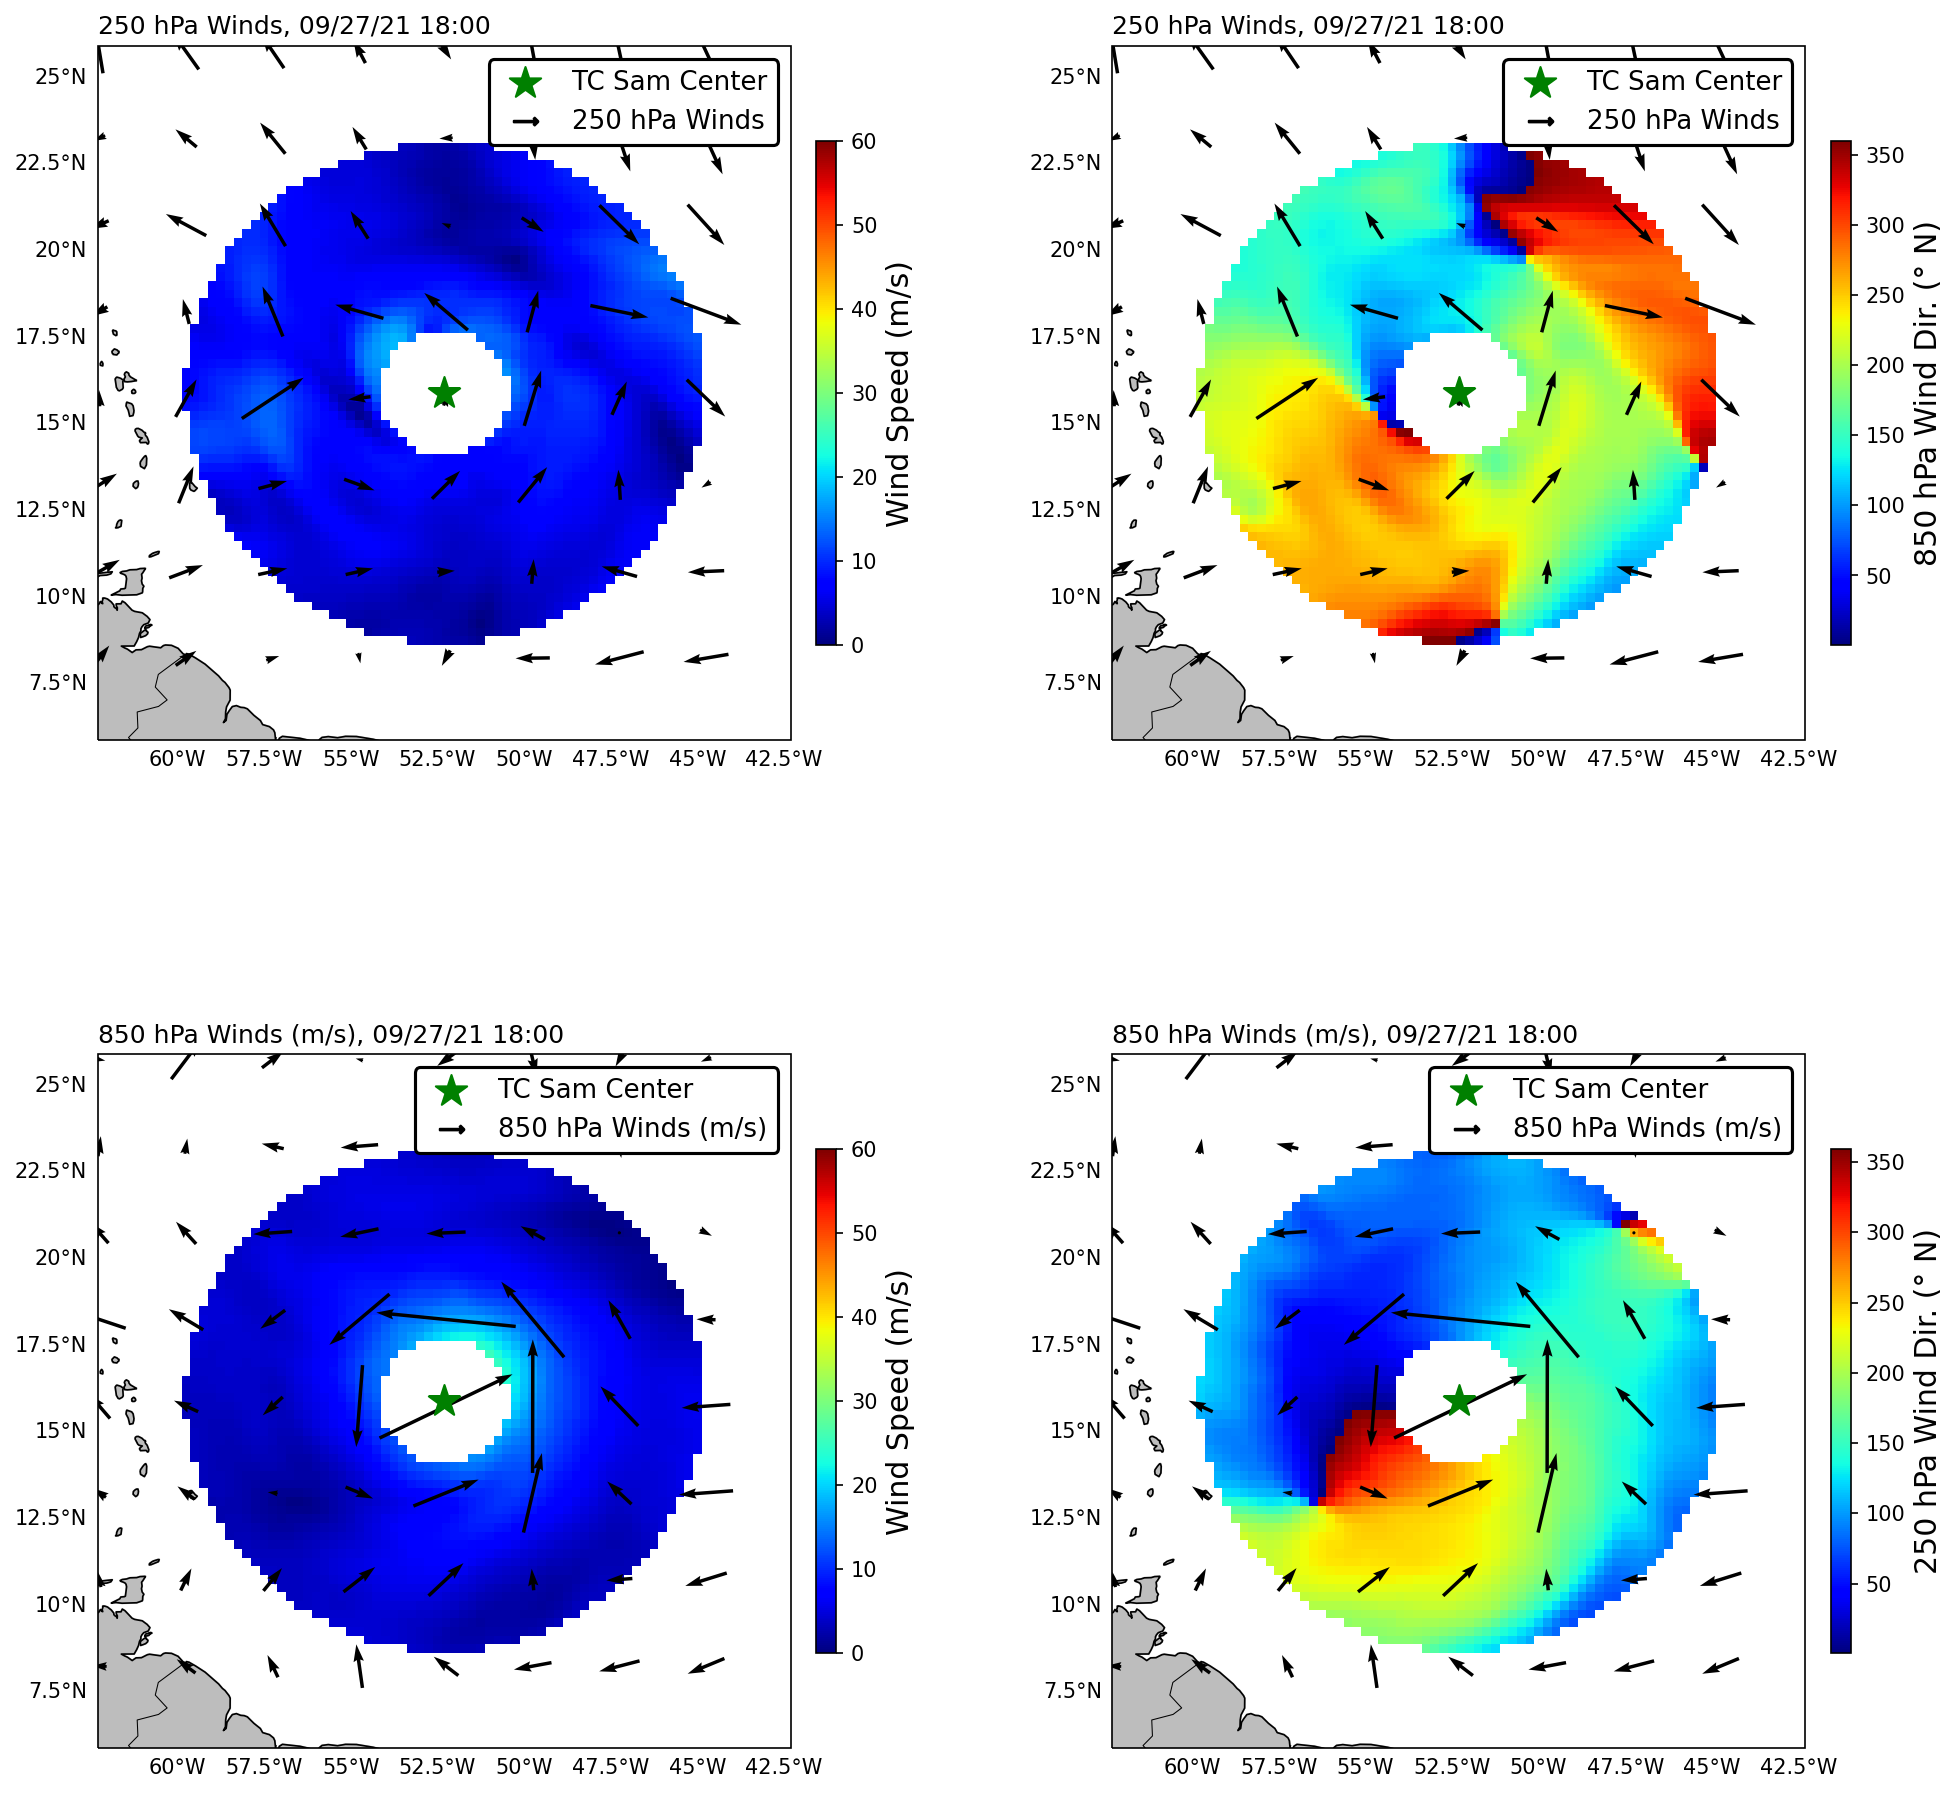 250 hPa Winds, 09/27/21 18:00
TC Sam Center
250 hPa Winds
25°N
22.5°N
20°N
17.5°N
15°N
12.5°N
10°N
7.5°N
60°W 57.5°W 55°W 52.5°W 50°W 47.5°W 45°W 42.5°W
60
50
40
30
20
10
0
Wind Speed (m/s)
250 hPa Winds, 09/27/21 18:00
TC Sam Center
250 hPa Winds
25°N
22.5°N
20°N
17.5°N
15°N
12.5°N
10°N
7.5°N
60°W 57.5°W 55°W 52.5°W 50°W 47.5°W 45°W 42.5°W
350
300
250
200
150
100
50
850 hPa Wind Dir. (° N)
850 hPa Winds (m/s), 09/27/21 18:00
TC Sam Center
850 hPa Winds (m/s)
25°N
22.5°N
20°N
17.5°N
15°N
12.5°N
10°N
7.5°N
60°W 57.5°W 55°W 52.5°W 50°W 47.5°W 45°W 42.5°W
60
50
40
30
20
10
0
Wind Speed (m/s)
850 hPa Winds (m/s), 09/27/21 18:00
TC Sam Center
850 hPa Winds (m/s)
25°N
22.5°N
20°N
17.5°N
15°N
12.5°N
10°N
7.5°N
60°W 57.5°W 55°W 52.5°W 50°W 47.5°W 45°W 42.5°W
350
300
250
200
150
100
50
250 hPa Wind Dir. (° N)